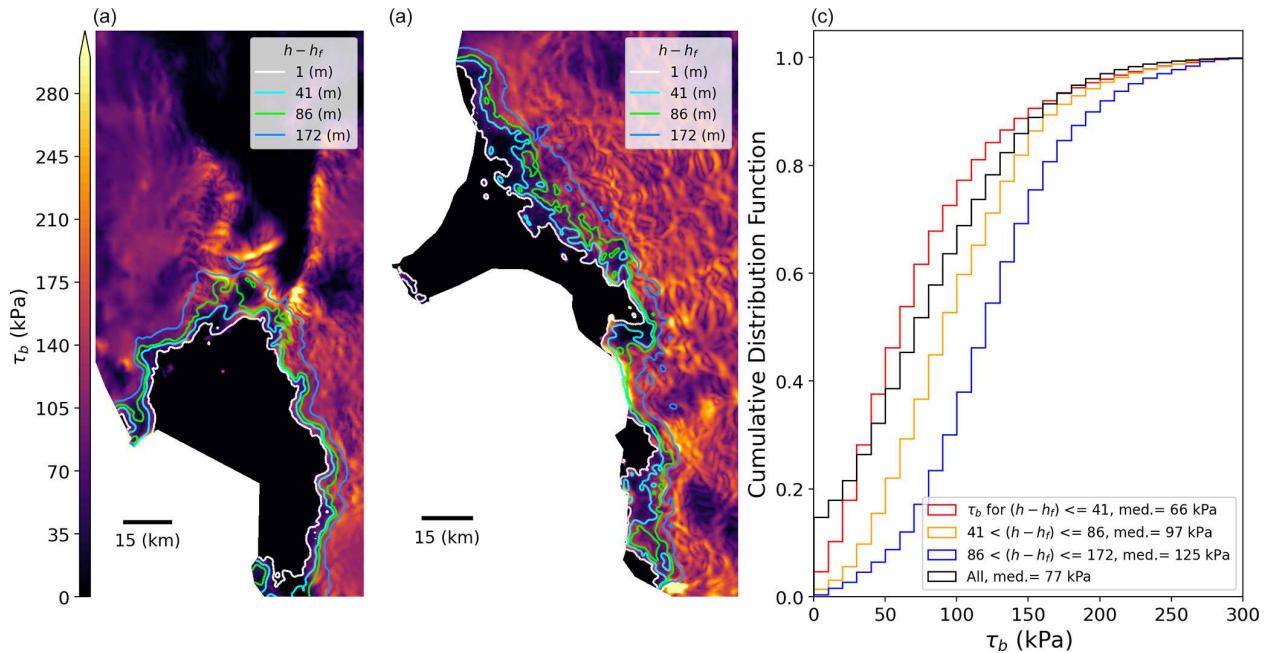 (a)
(a)
(c)
280
245
210
175
140
105
70
35
0
τ_b (kPa)
h − h_f
1 (m)
41 (m)
86 (m)
172 (m)
15 (km)
h − h_f
1 (m)
41 (m)
86 (m)
172 (m)
15 (km)
Cumulative Distribution Function
1.0
0.8
0.6
0.4
0.2
0.0
τ_b for (h − h_f) <= 41, med.= 66 kPa
41 < (h − h_f) <= 86, med.= 97 kPa
86 < (h − h_f) <= 172, med.= 125 kPa
All, med.= 77 kPa
0 50 100 150 200 250 300
τ_b (kPa)